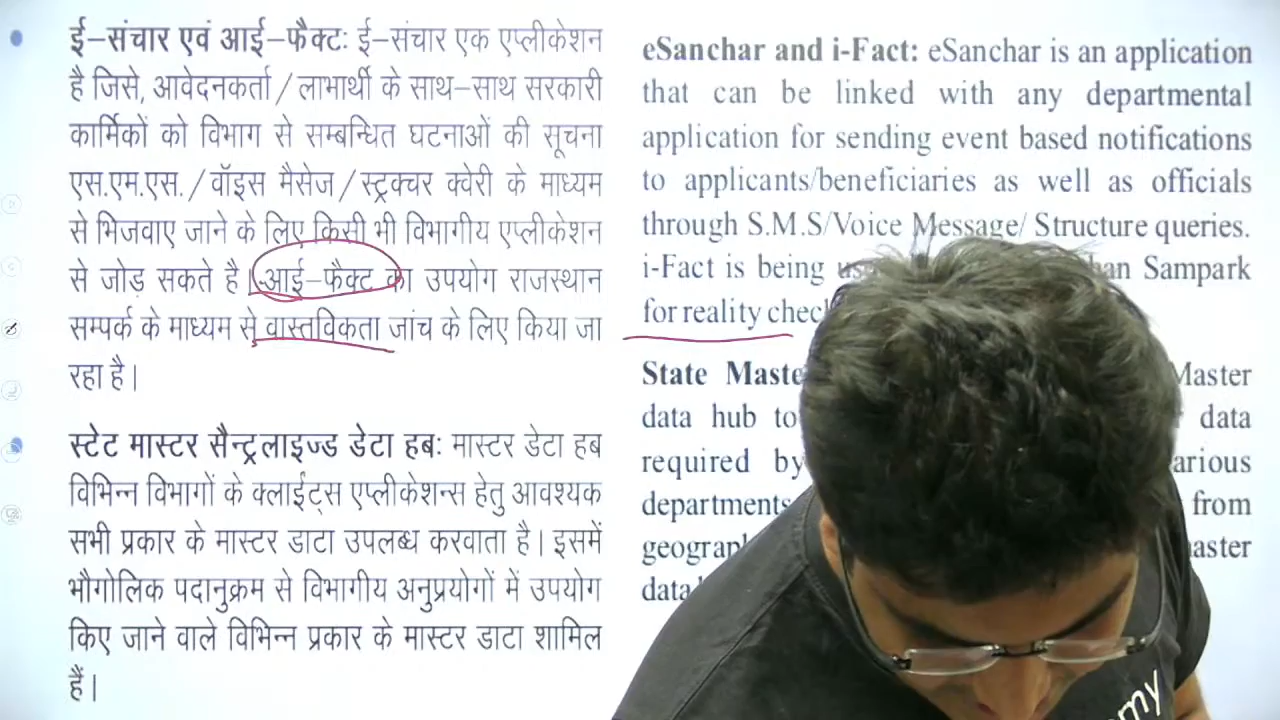 ई–संचार एवं आई–फैक्टः ई–संचार एक एप्लीकेशन
है जिसे, आवेदनकर्ता/लाभार्थी के साथ–साथ सरकारी
कार्मिकों को विभाग से सम्बन्धित घटनाओं की सूचना
एस.एम.एस./वॉइस मैसेज/स्ट्रक्चर क्वेरी के माध्यम
से भिजवाए जाने के लिए किसी भी विभागीय एप्लीकेशन
से जोड़ सकते है। आई–फैक्ट का उपयोग राजस्थान
सम्पर्क के माध्यम से वास्तविकता जांच के लिए किया जा
रहा है।
स्टेट मास्टर सैन्ट्रलाइज्ड डेटा हबः मास्टर डेटा हब
विभिन्न विभागों के क्लाईट्स एप्लीकेशन्स हेतु आवश्यक
सभी प्रकार के मास्टर डाटा उपलब्ध करवाता है। इसमें
भौगोलिक पदानुक्रम से विभागीय अनुप्रयोगों में उपयोग
किए जाने वाले विभिन्न प्रकार के मास्टर डाटा शामिल
हैं।
eSanchar and i-Fact: eSanchar is an application
that can be linked with any departmental
application for sending event based notifications
to applicants/beneficiaries as well as officials
through S.M.S/Voice Message/ Structure queries.
i-Fact is being Sampark
for reality
State Master
data hub to data
required by
departments from